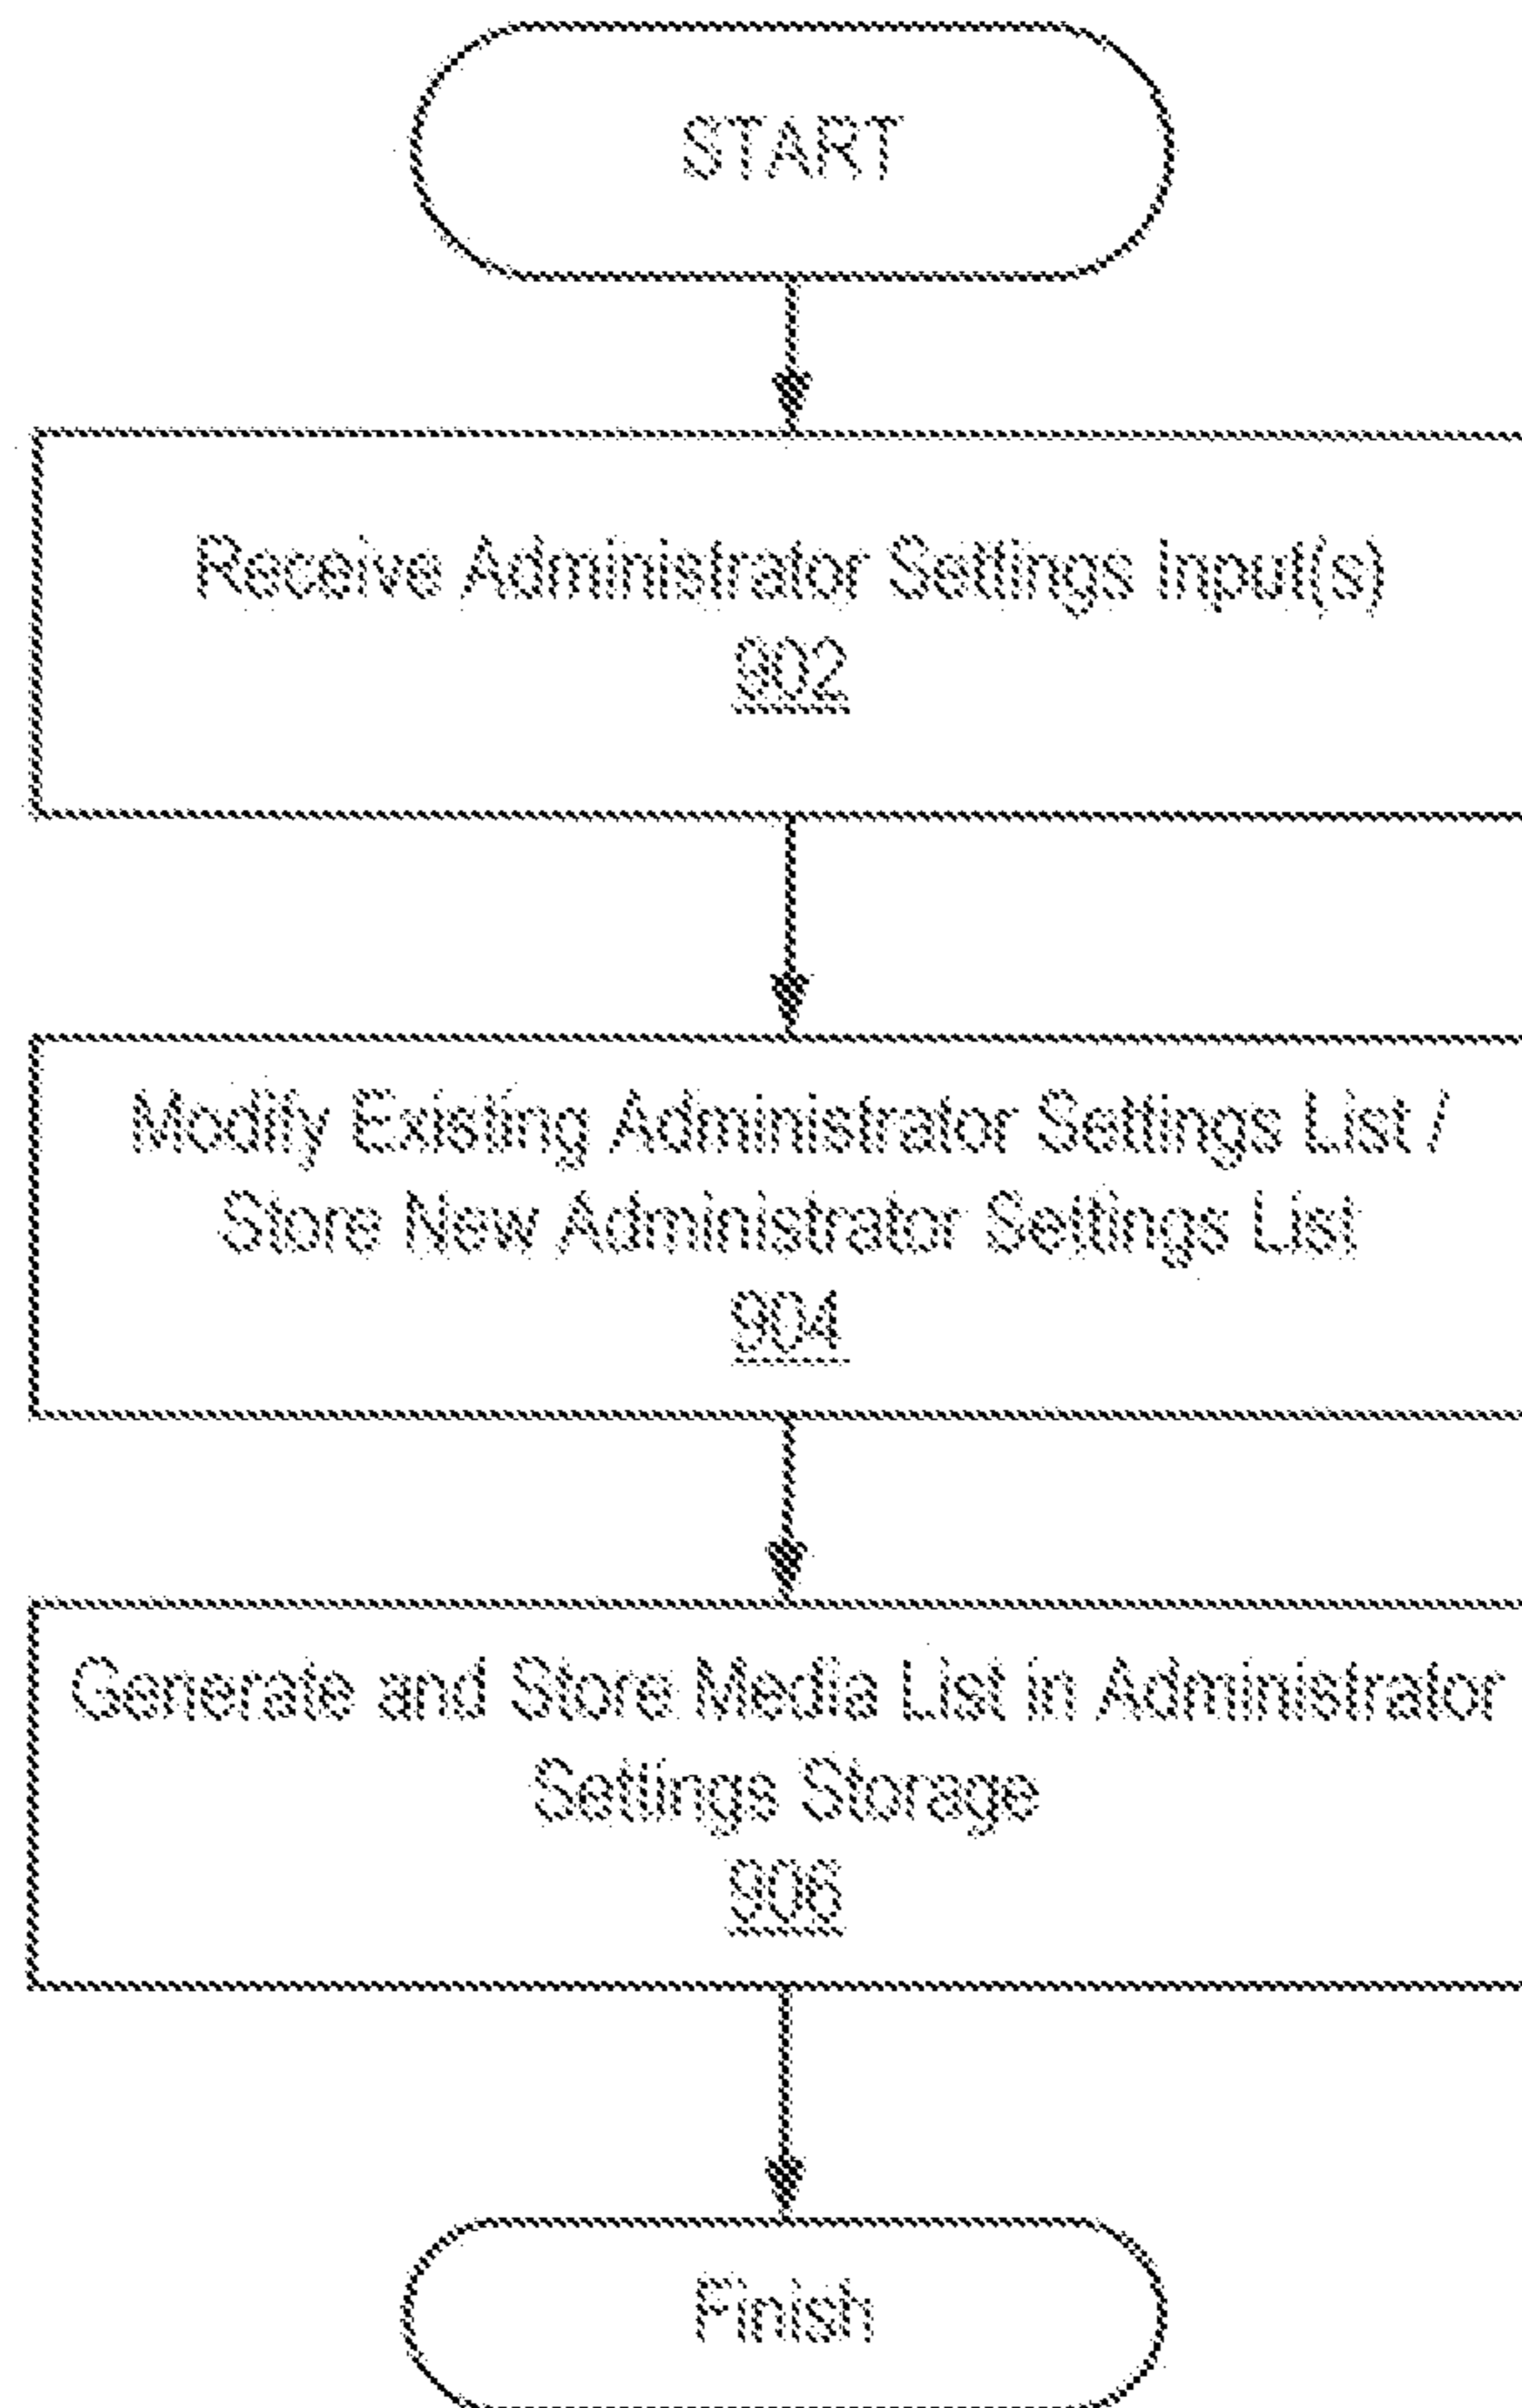 START
Receive Administrator Settings Input(s)
902
Modify Existing Administrator Settings List /
Store New Administrator Settings List
904
Generate and Store Media List in Administrator
Settings Storage
906
Finish